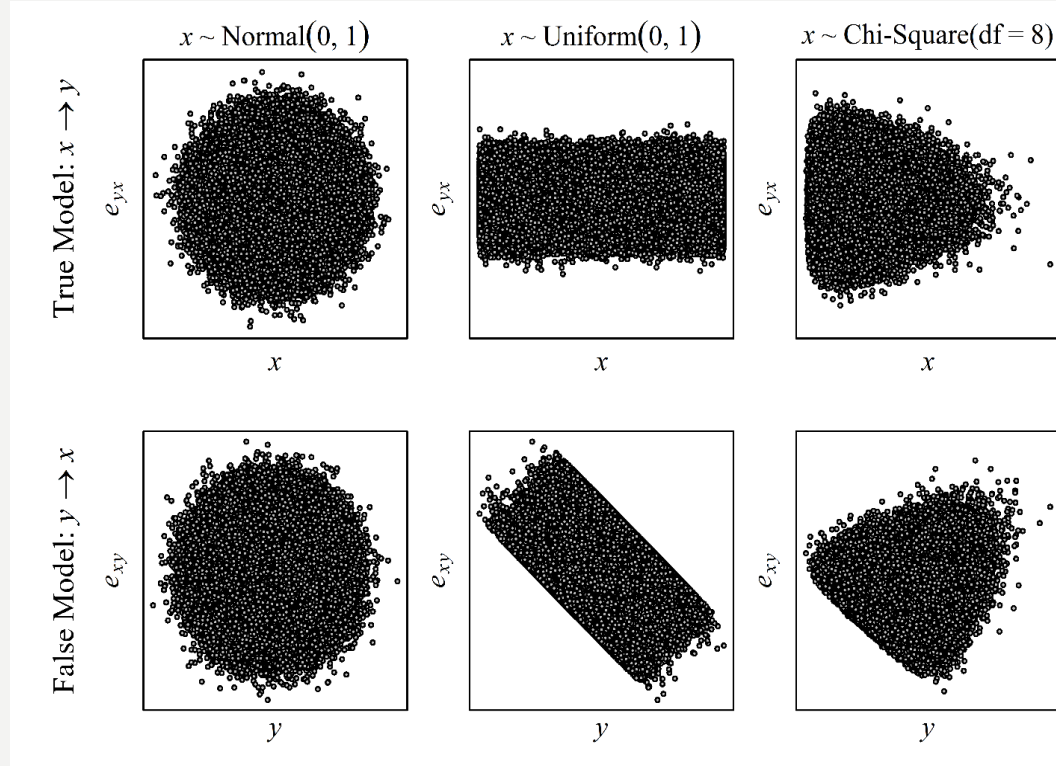 x ~ Normal(0, 1)
x ~ Uniform(0, 1)
x ~ Chi-Square(df = 8)
True Model: x → y
e_yx
x
e_yx
x
e_yx
x
False Model: y → x
e_xy
y
e_xy
y
e_xy
y